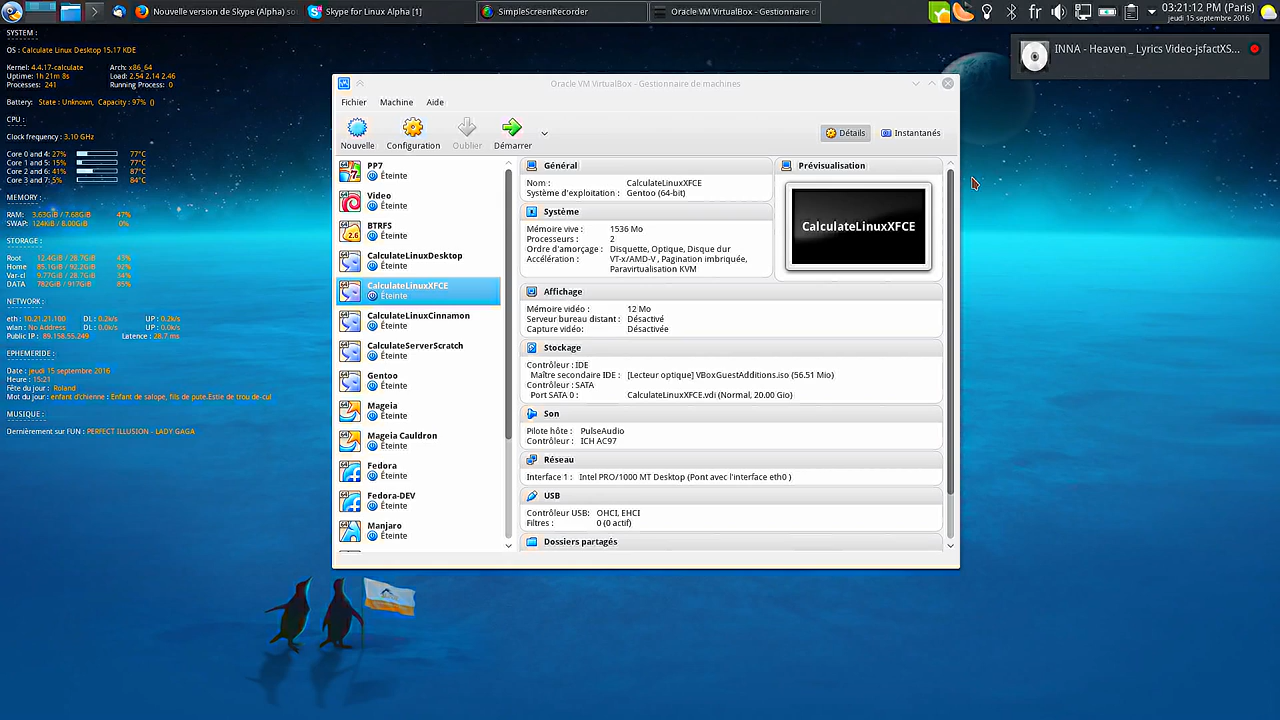 Nouvelle version de Skype (Alpha) so
Skype for Linux Alpha [1]
SimpleScreenRecorder
Oracle VM VirtualBox - Gestionnaire d
fr
03:21:12 PM (Paris)
jeudi 15 septembre 2016
INNA - Heaven _ Lyrics Video-jsfactXS...
SYSTEM :
OS : Calculate Linux Desktop 15.17 KDE
Kernel: 4.4.17-calculate Arch: x86_64
Uptime: 1h 21m 8s Load: 2.54 2.14 2.46
Processes: 241 Running Process: 0
Battery: State : Unknown, Capacity : 97% ()
CPU :
Clock frequency : 3.10 GHz
Core 0 and 4: 27% 77°C
Core 1 and 5: 15% 77°C
Core 2 and 6: 41% 87°C
Core 3 and 7: 5% 84°C
MEMORY :
RAM: 3.63GiB / 7.68GiB 47%
SWAP: 124KiB / 8.00GiB 0%
STORAGE :
Root 12.4GiB / 28.7GiB 43%
Home 85.1GiB / 92.2GiB 92%
Var-cl 9.77GiB / 28.7GiB 34%
DATA 782GiB / 917GiB 85%
NETWORK :
eth : 10.21.21.100 DL : 0.2k/s UP : 0.2k/s
wlan : No Address DL : 0.0k/s UP : 0.0k/s
Public IP : 89.158.55.249 Latence : 28.7 ms
EPHEMERIDE :
Date : jeudi 15 septembre 2016
Heure : 15:21
Fête du jour : Roland
Mot du jour : enfant d'chienne : Enfant de salope, fils de pute.Estie de trou de-cul!
MUSIQUE :
Dernièrement sur FUN : PERFECT ILLUSION - LADY GAGA
Oracle VM VirtualBox - Gestionnaire de machines
Fichier Machine Aide
Nouvelle Configuration Oublier Démarrer
Détails Instantanés
PP7
Éteinte
Video
Éteinte
BTRFS
Éteinte
CalculateLinuxDesktop
Éteinte
CalculateLinuxXFCE
Éteinte
CalculateLinuxCinnamon
Éteinte
CalculateServerScratch
Éteinte
Gentoo
Éteinte
Mageia
Éteinte
Mageia Cauldron
Éteinte
Fedora
Éteinte
Fedora-DEV
Éteinte
Manjaro
Éteinte
Général
Nom : CalculateLinuxXFCE
Système d'exploitation : Gentoo (64-bit)
Système
Mémoire vive : 1536 Mo
Processeurs : 2
Ordre d'amorçage : Disquette, Optique, Disque dur
Accélération : VT-x/AMD-V , Pagination imbriquée,
Paravirtualisation KVM
Prévisualisation
CalculateLinuxXFCE
Affichage
Mémoire vidéo : 12 Mo
Serveur bureau distant : Désactivé
Capture vidéo: Désactivée
Stockage
Contrôleur : IDE
Maître secondaire IDE : [Lecteur optique] VBoxGuestAdditions.iso (56.51 Mio)
Contrôleur : SATA
Port SATA 0 : CalculateLinuxXFCE.vdi (Normal, 20.00 Gio)
Son
Pilote hôte : PulseAudio
Contrôleur : ICH AC97
Réseau
Interface 1 : Intel PRO/1000 MT Desktop (Pont avec l'interface eth0 )
USB
Contrôleur USB: OHCI, EHCI
Filtres : 0 (0 actif)
Dossiers partagés